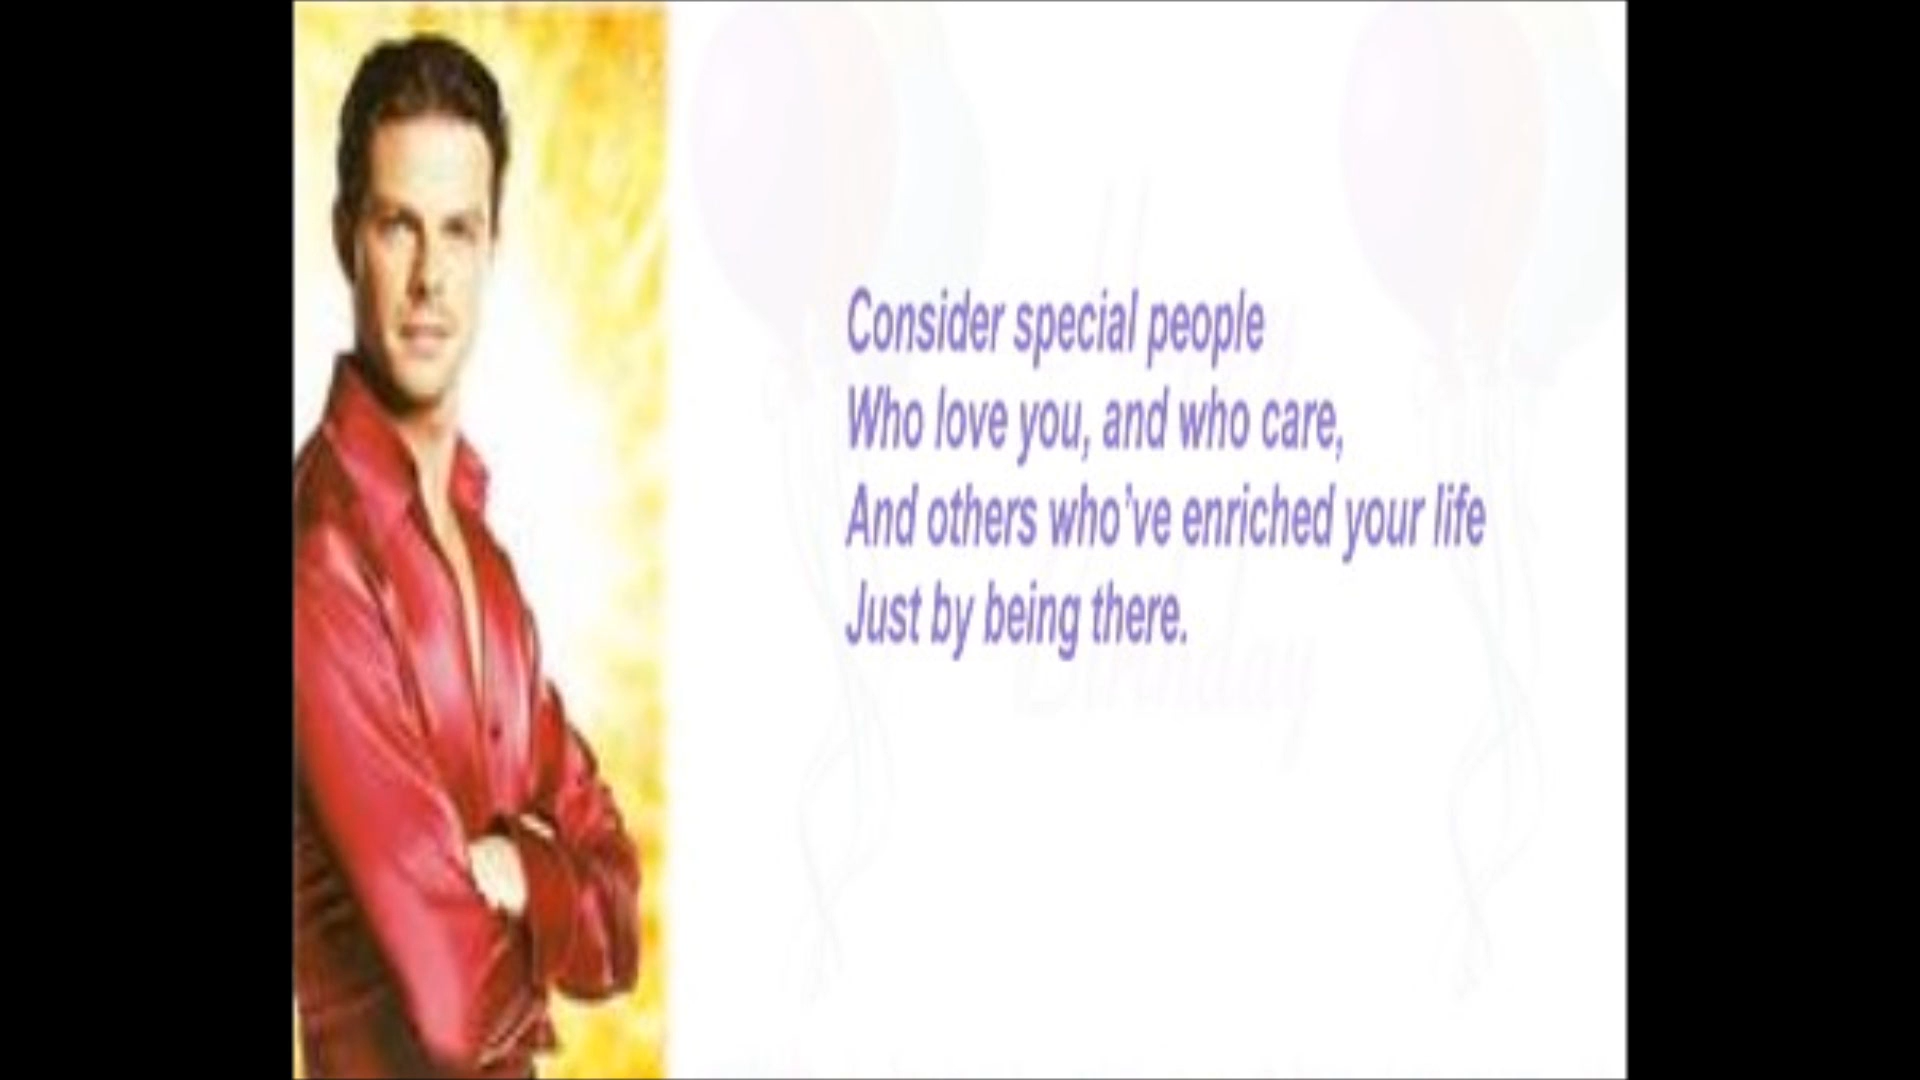 Consider special people
Who love you, and who care,
And others who've enriched your life
Just by being there.
Birthday